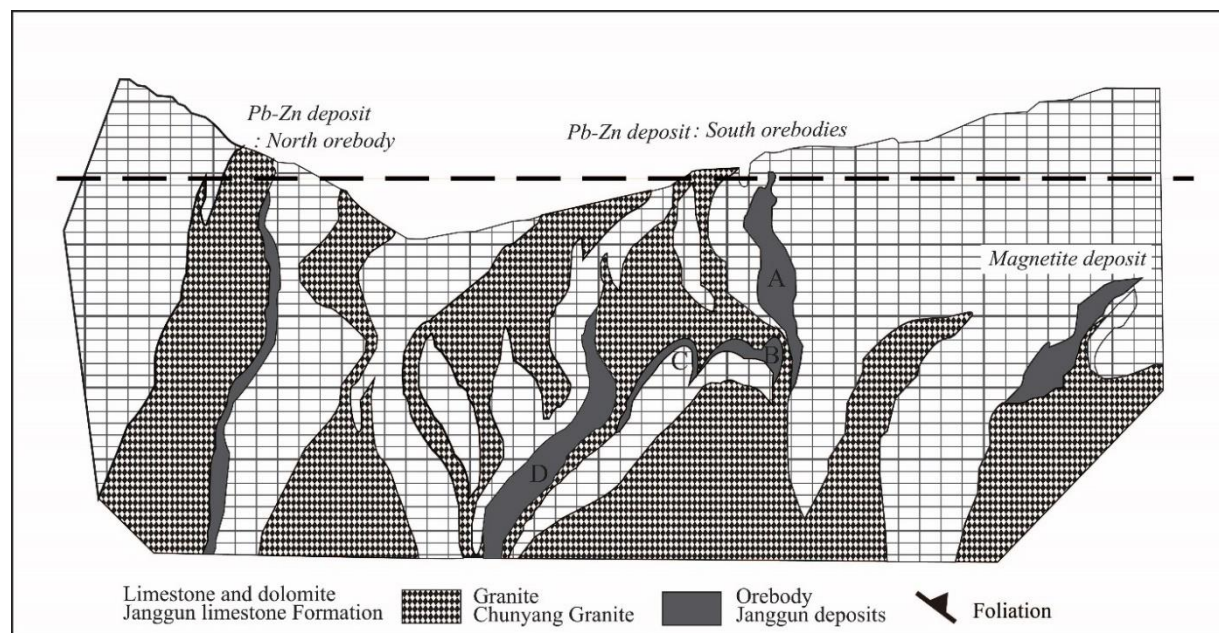 Pb-Zn deposit
: North orebody
Pb-Zn deposit : South orebodies
Magnetite deposit
A
B
C
D
Limestone and dolomite
Janggun limestone Formation
Granite
Chunyang Granite
Orebody
Janggun deposits
Foliation